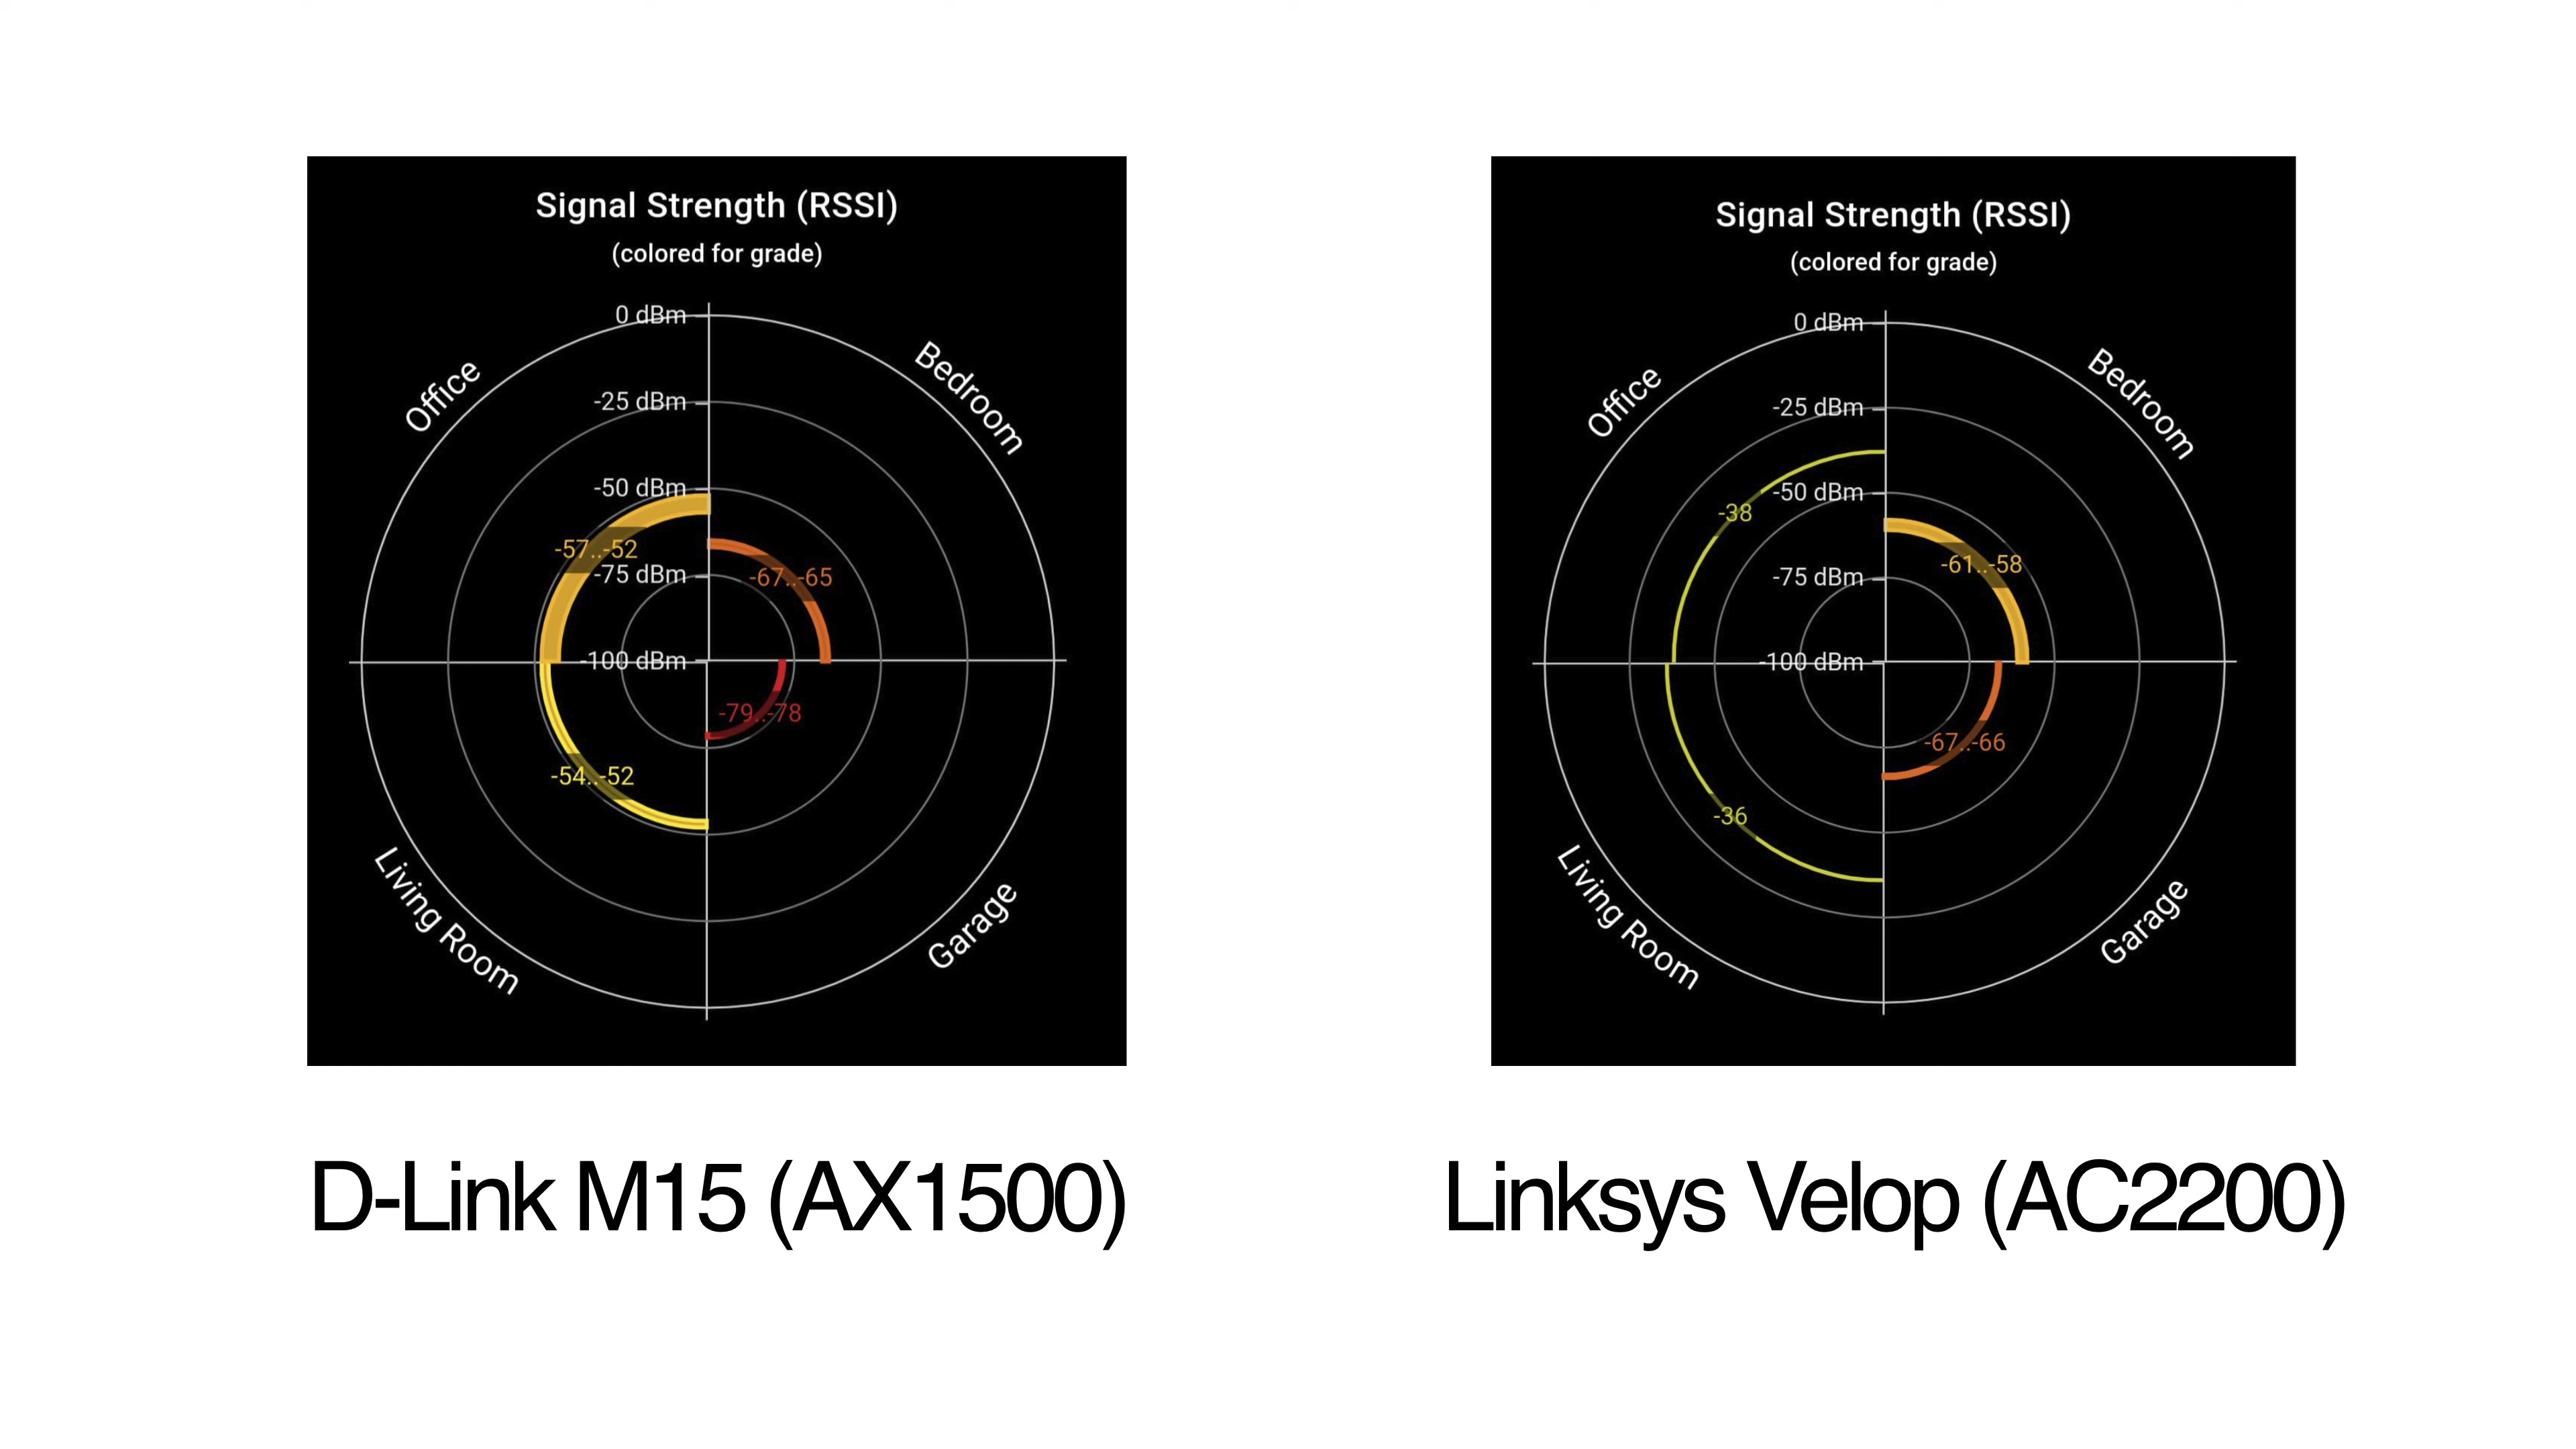 Signal Strength (RSSI)
(colored for grade)
0 dBm
-25 dBm
-50 dBm
-75 dBm
-100 dBm
Office
Bedroom
Living Room
Garage
-57..-52
-67..-65
-79..-78
-54..-52
D-Link M15 (AX1500)
Signal Strength (RSSI)
(colored for grade)
0 dBm
-25 dBm
-50 dBm
-75 dBm
-100 dBm
Office
Bedroom
Living Room
Garage
-38
-61..-58
-67..-66
-36
Linksys Velop (AC2200)